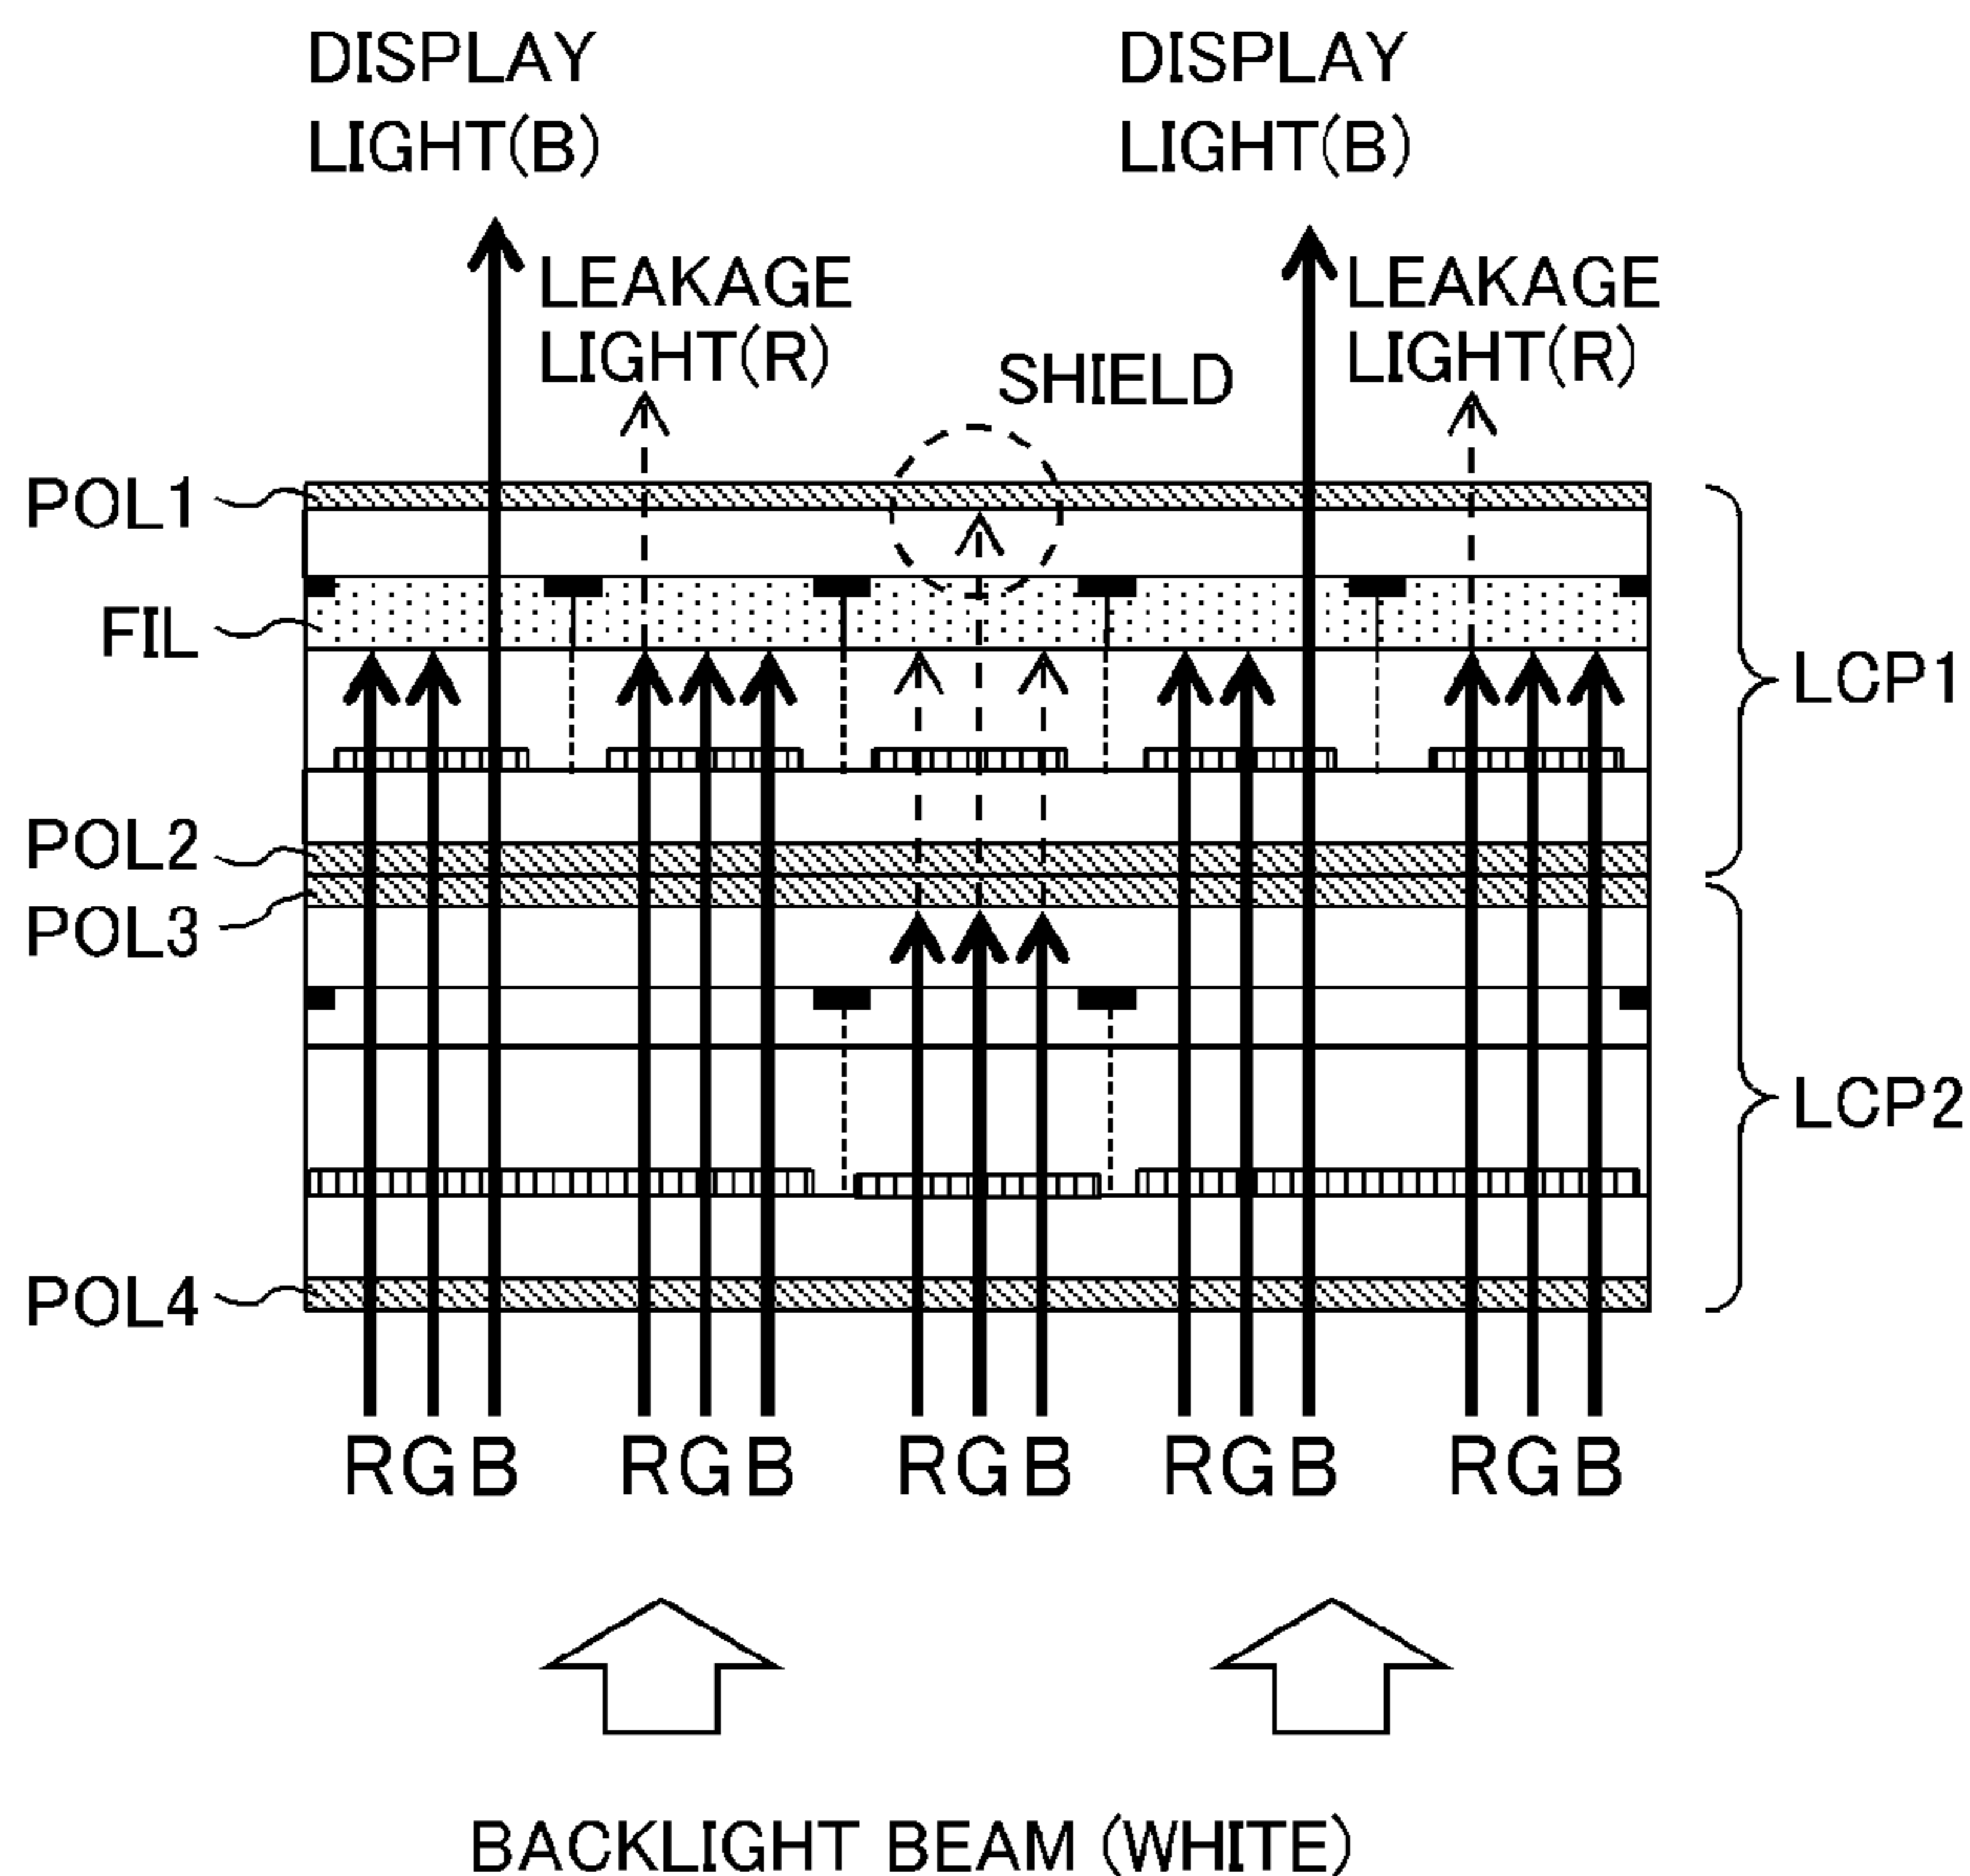 DISPLAY
LIGHT(B)
DISPLAY
LIGHT(B)
LEAKAGE
LIGHT(R)
SHIELD
LEAKAGE
LIGHT(R)
POL1
FIL
LCP1
POL2
POL3
LCP2
POL4
RGB RGB RGB RGB RGB
BACKLIGHT BEAM (WHITE)